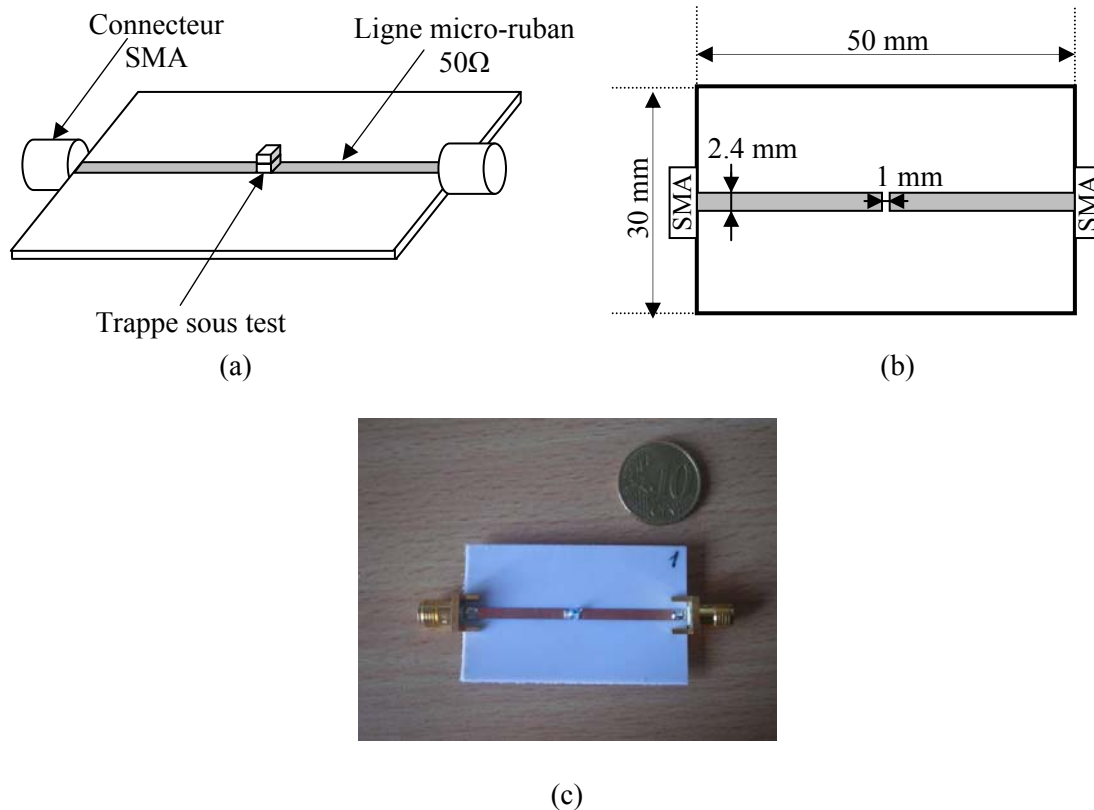 Connecteur
SMA
Ligne micro-ruban
50Ω
Trappe sous test
(a)
50 mm
30 mm
2.4 mm
1 mm
SMA
SMA
(b)
10
1
(c)